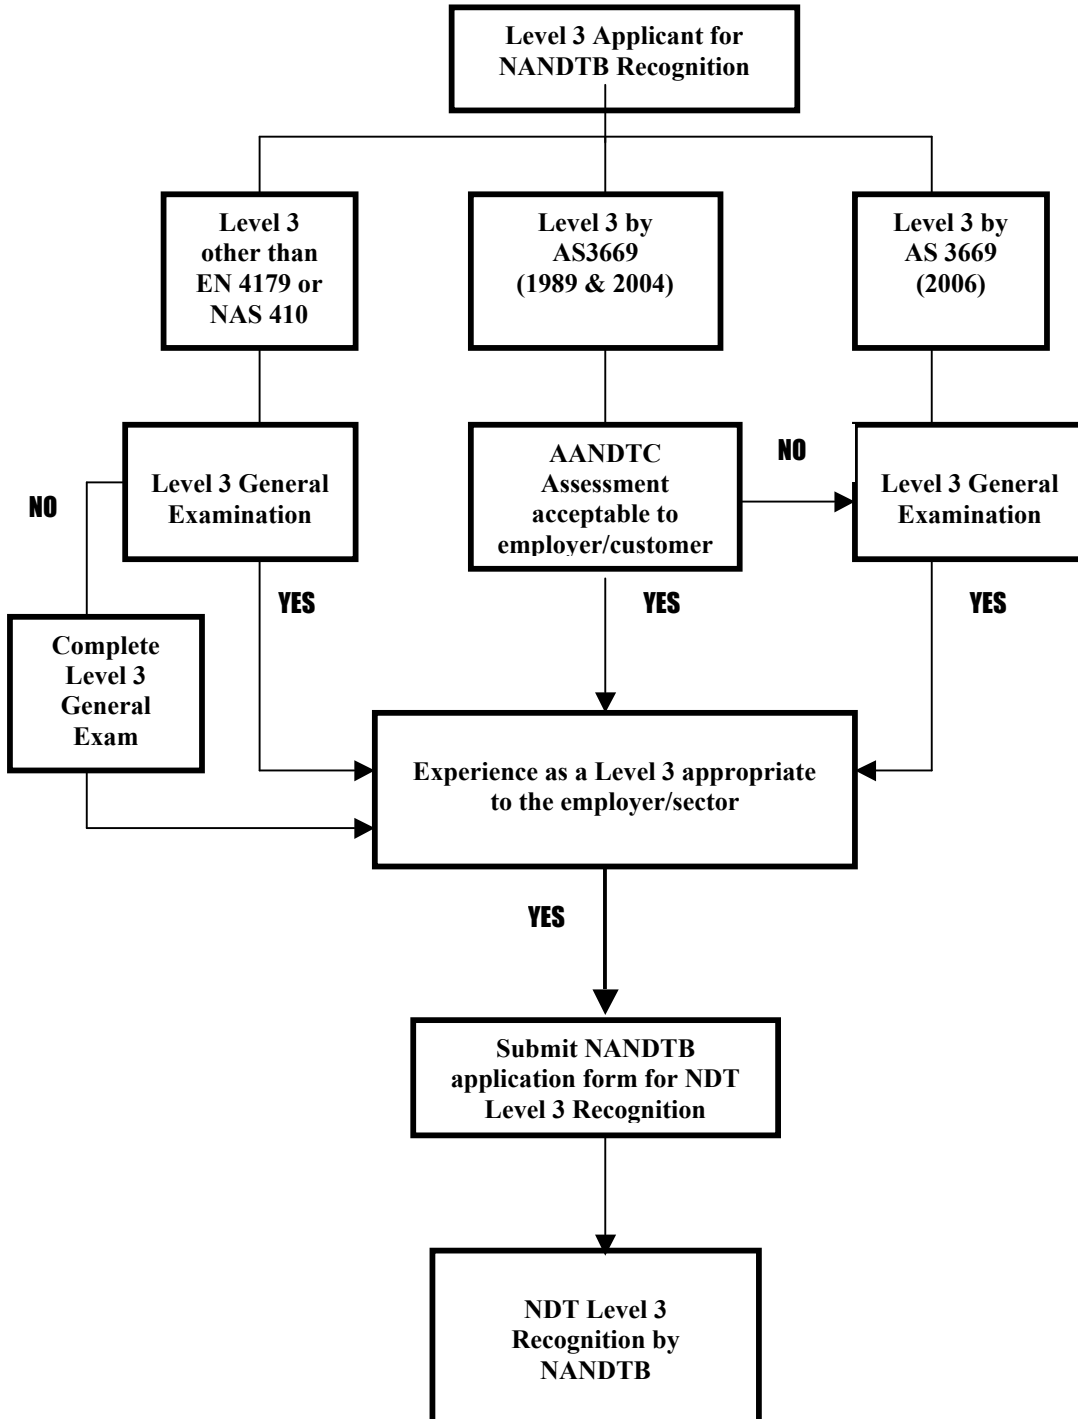 Level 3 Applicant for
NANDTB Recognition
Level 3
other than
EN 4179 or
NAS 410
Level 3 by
AS3669
(1989 & 2004)
Level 3 by
AS 3669
(2006)
Level 3 General
Examination
AANDTC
Assessment
acceptable to
employer/customer
NO
Level 3 General
Examination
NO
YES
YES
YES
Complete
Level 3
General
Exam
Experience as a Level 3 appropriate
to the employer/sector
YES
Submit NANDTB
application form for NDT
Level 3 Recognition
NDT Level 3
Recognition by
NANDTB